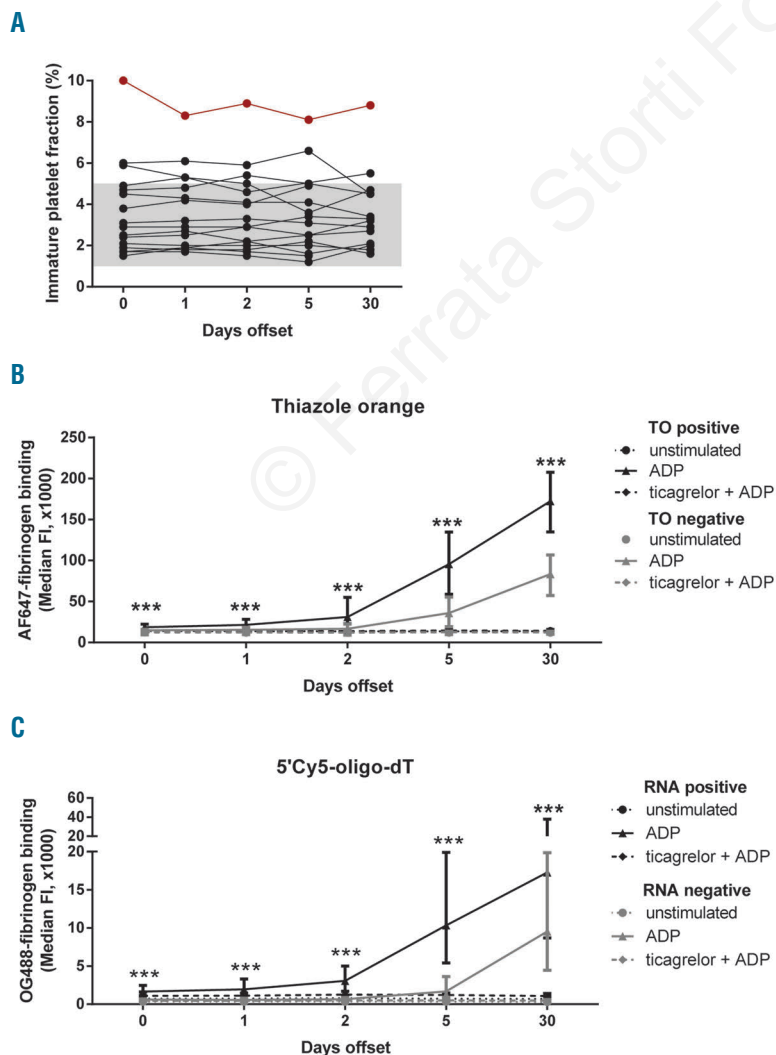 A
© Ferrata Storti Fo
Immature platelet fraction (%)
10
8
6
4
2
0
0 1 2 5 30
Days offset
B
Thiazole orange
AF647-fibrinogen binding
(Median FI, x1000)
250
200
150
100
50
0
*** *** *** *** ***
0 1 2 5 30
Days offset
TO positive
unstimulated
ADP
ticagrelor + ADP
TO negative
unstimulated
ADP
ticagrelor + ADP
C
5'Cy5-oligo-dT
OG488-fibrinogen binding
(Median FI, x1000)
60
40
20
20
15
10
5
0
*** *** *** *** ***
0 1 2 5 30
Days offset
RNA positive
unstimulated
ADP
ticagrelor + ADP
RNA negative
unstimulated
ADP
ticagrelor + ADP